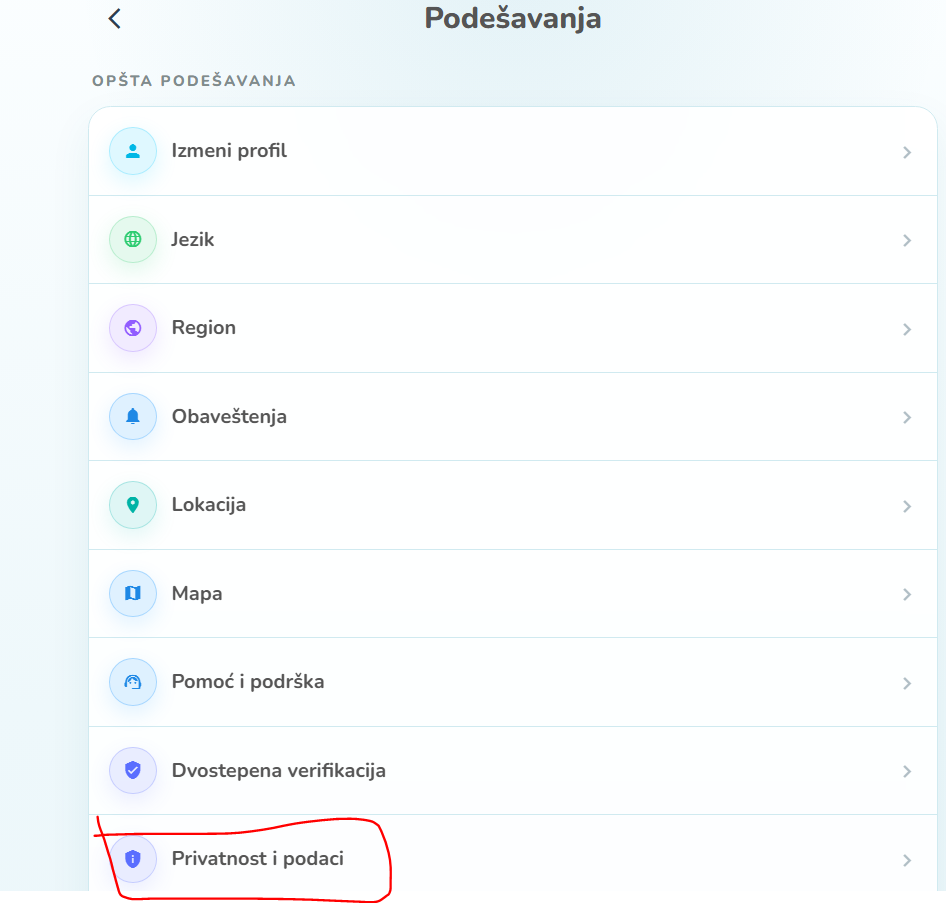 Podešavanja
OPŠTA PODEŠAVANJA
Izmeni profil
Jezik
Region
Obaveštenja
Lokacija
Mapa
Pomoć i podrška
Dvostepena verifikacija
Privatnost i podaci